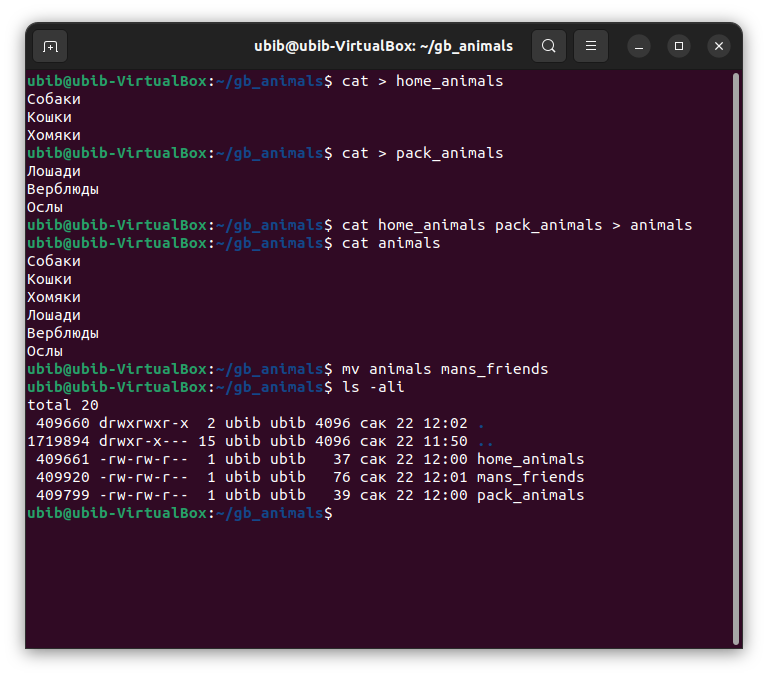 ubib@ubib-VirtualBox: ~/gb_animals
ubib@ubib-VirtualBox:~/gb_animals$ cat > home_animals
Собаки
Кошки
Хомяки
ubib@ubib-VirtualBox:~/gb_animals$ cat > pack_animals
Лошади
Верблюды
Ослы
ubib@ubib-VirtualBox:~/gb_animals$ cat home_animals pack_animals > animals
ubib@ubib-VirtualBox:~/gb_animals$ cat animals
Собаки
Кошки
Хомяки
Лошади
Верблюды
Ослы
ubib@ubib-VirtualBox:~/gb_animals$ mv animals mans_friends
ubib@ubib-VirtualBox:~/gb_animals$ ls -ali
total 20
 409660 drwxrwxr-x  2 ubib ubib 4096 сак 22 12:02 .
1719894 drwxr-x--- 15 ubib ubib 4096 сак 22 11:50 ..
 409661 -rw-rw-r--  1 ubib ubib   37 сак 22 12:00 home_animals
 409920 -rw-rw-r--  1 ubib ubib   76 сак 22 12:01 mans_friends
 409799 -rw-rw-r--  1 ubib ubib   39 сак 22 12:00 pack_animals
ubib@ubib-VirtualBox:~/gb_animals$